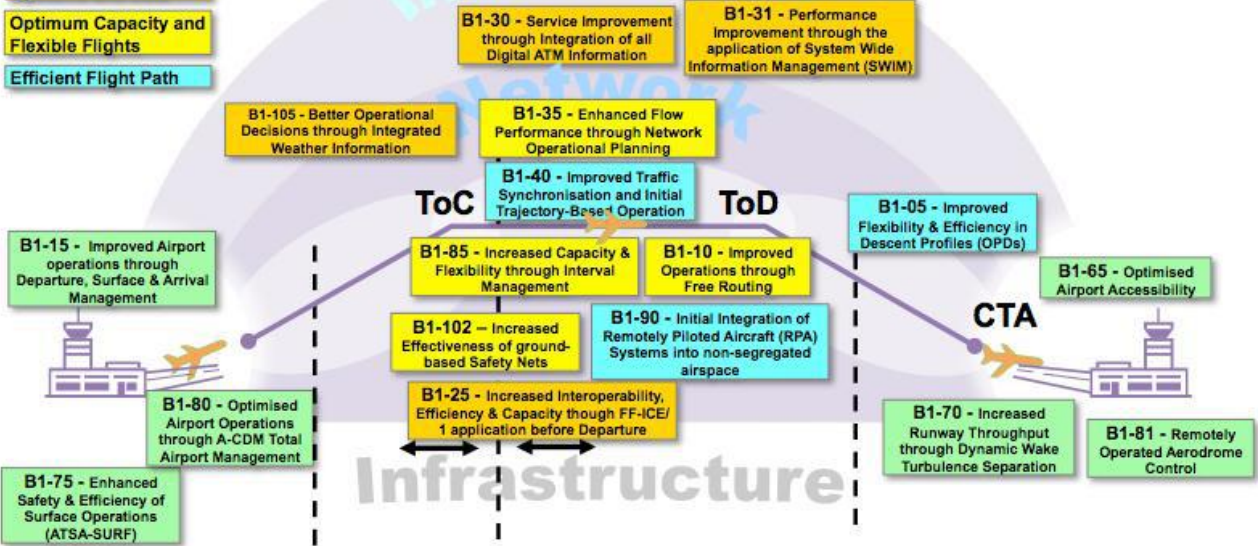 Optimum Capacity and
Flexible Flights
Efficient Flight Path
B1-30 - Service Improvement
through Integration of all
Digital ATM Information
B1-31 - Performance
Improvement through the
application of System Wide
Information Management (SWIM)
Network
B1-105 - Better Operational
Decisions through Integrated
Weather Information
B1-35 - Enhanced Flow
Performance through Network
Operational Planning
B1-40 - Improved Traffic
Synchronisation and Initial
Trajectory-Based Operation
ToC
ToD
B1-05 - Improved
Flexibility & Efficiency in
Descent Profiles (OPDs)
B1-15 - Improved Airport
operations through
Departure, Surface & Arrival
Management
B1-85 - Increased Capacity &
Flexibility through Interval
Management
B1-10 - Improved
Operations through
Free Routing
B1-65 - Optimised
Airport Accessibility
CTA
B1-102 – Increased
Effectiveness of ground-
based Safety Nets
B1-90 - Initial Integration of
Remotely Piloted Aircraft (RPA)
Systems into non-segregated
airspace
B1-25 - Increased Interoperability,
Efficiency & Capacity though FF-ICE/
1 application before Departure
B1-80 - Optimised
Airport Operations
through A-CDM Total
Airport Management
B1-70 - Increased
Runway Throughput
through Dynamic Wake
Turbulence Separation
B1-81 - Remotely
Operated Aerodrome
Control
B1-75 - Enhanced
Safety & Efficiency of
Surface Operations
(ATSA-SURF)
Infrastructure